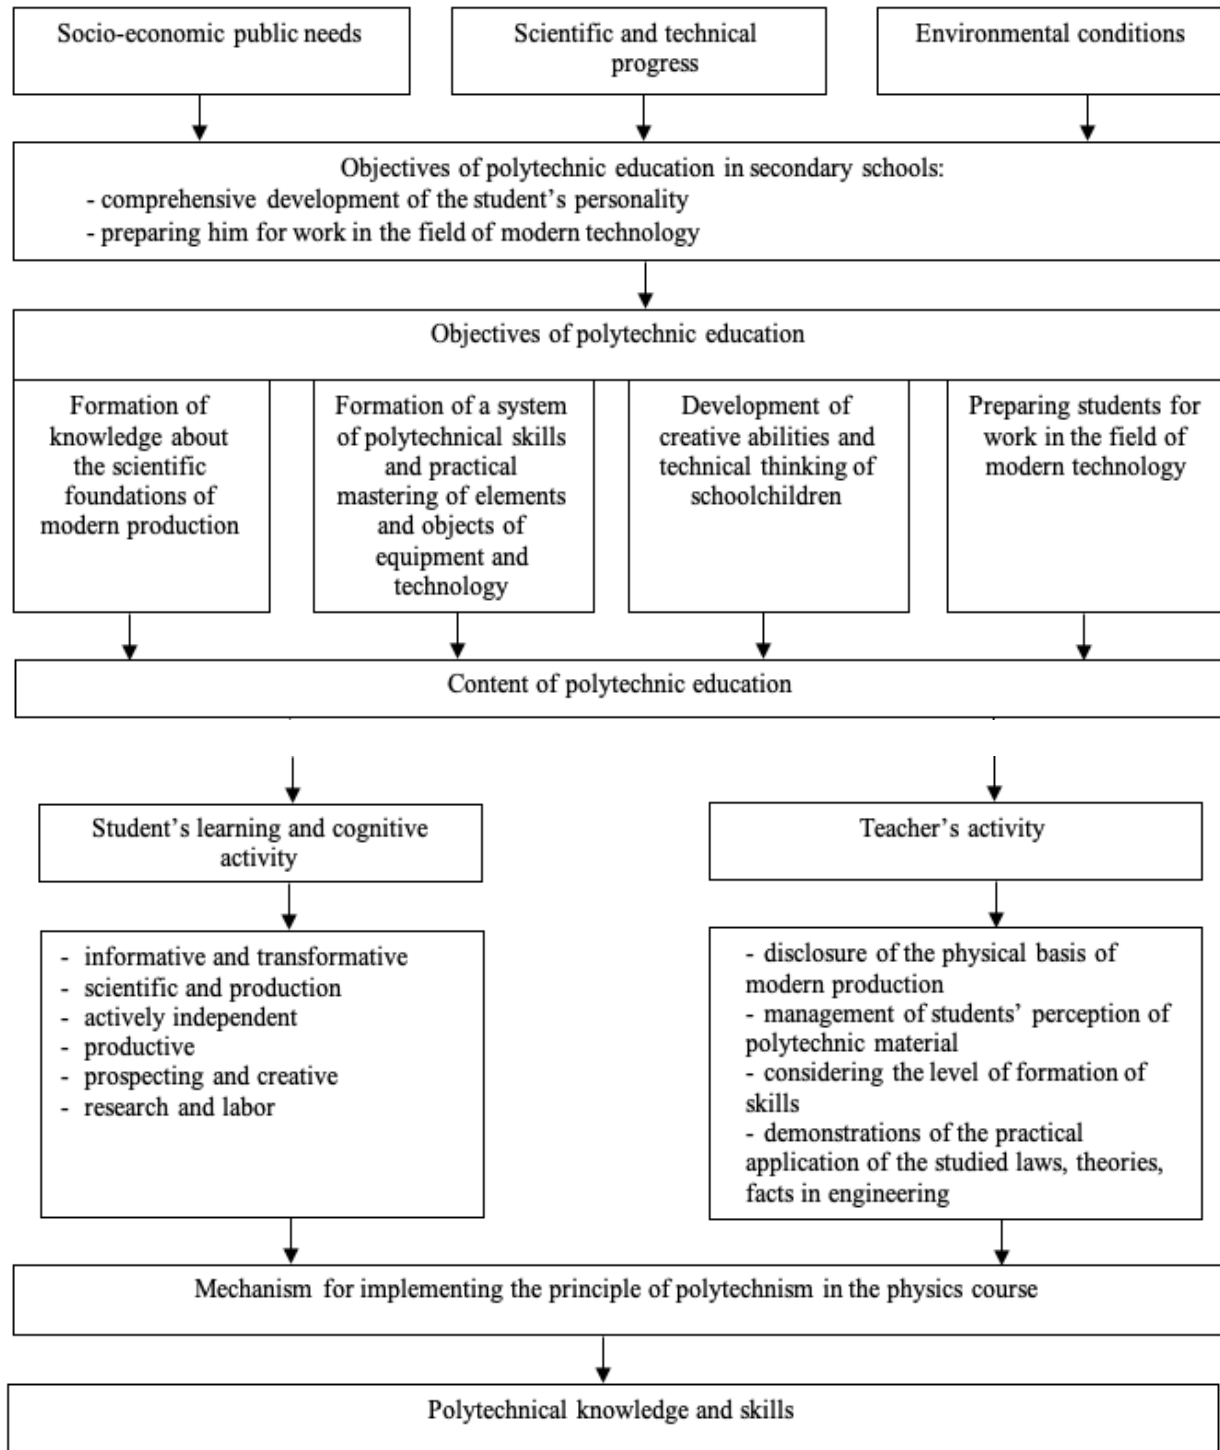 Socio-economic public needs
Scientific and technical
progress
Environmental conditions
Objectives of polytechnic education in secondary schools:
- comprehensive development of the student's personality
- preparing him for work in the field of modern technology
Objectives of polytechnic education
Formation of
knowledge about
the scientific
foundations of
modern production
Formation of a system
of polytechnical skills
and practical
mastering of elements
and objects of
equipment and
technology
Development of
creative abilities and
technical thinking of
schoolchildren
Preparing students for
work in the field of
modern technology
Content of polytechnic education
Student's learning and cognitive
activity
Teacher's activity
- informative and transformative
- scientific and production
- actively independent
- productive
- prospecting and creative
- research and labor
- disclosure of the physical basis of
modern production
- management of students' perception of
polytechnic material
- considering the level of formation of
skills
- demonstrations of the practical
application of the studied laws, theories,
facts in engineering
Mechanism for implementing the principle of polytechnism in the physics course
Polytechnical knowledge and skills